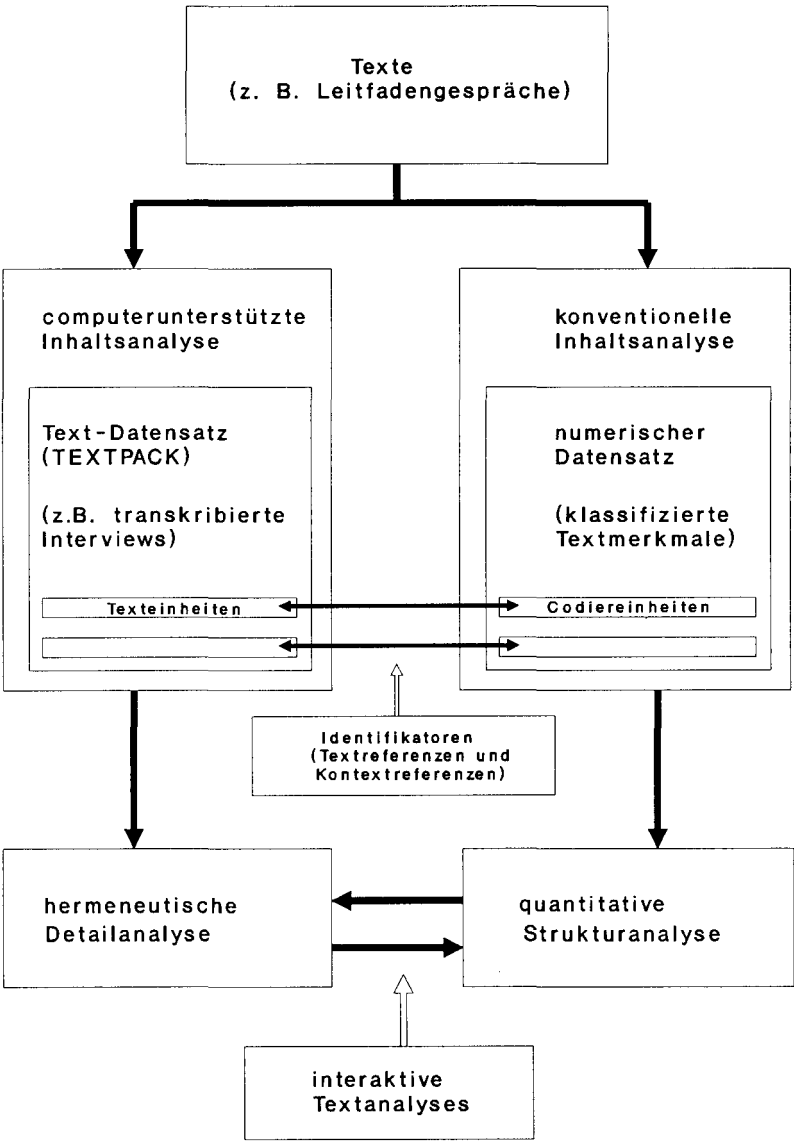 Texte
(z. B. Leitfadengespräche)
computerunterstützte
Inhaltsanalyse
Text-Datensatz
(TEXTPACK)
(z.B. transkribierte
Interviews)
Texteinheiten
konventionelle
Inhaltsanalyse
numerischer
Datensatz
(klassifizierte
Textmerkmale)
Codiereinheiten
Identifikatoren
(Textreferenzen und
Kontextreferenzen)
hermeneutische
Detailanalyse
quantitative
Strukturanalyse
interaktive
Textanalyses